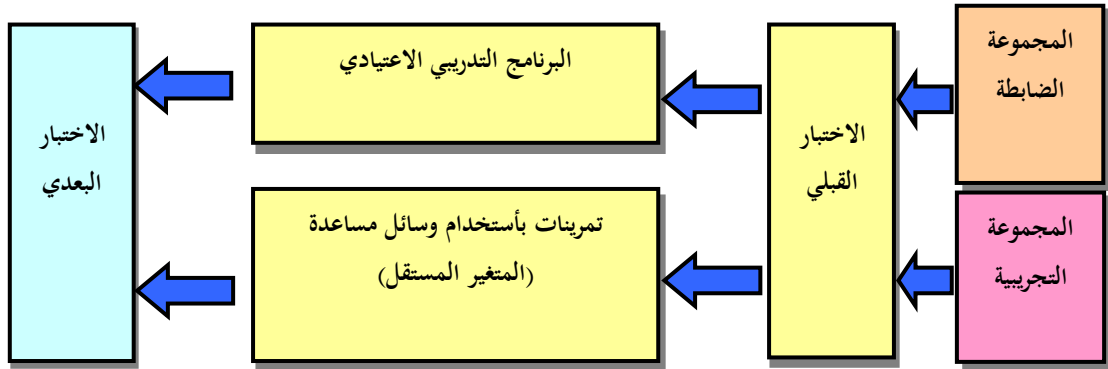 المجموعة
الضابطة
المجموعة
التجريبية
الاختبار
القبلي
البرنامج التدريبي الاعتيادي
تمرينات بأستخدام وسائل مساعدة
(المتغير المستقل)
الاختبار
البعدي